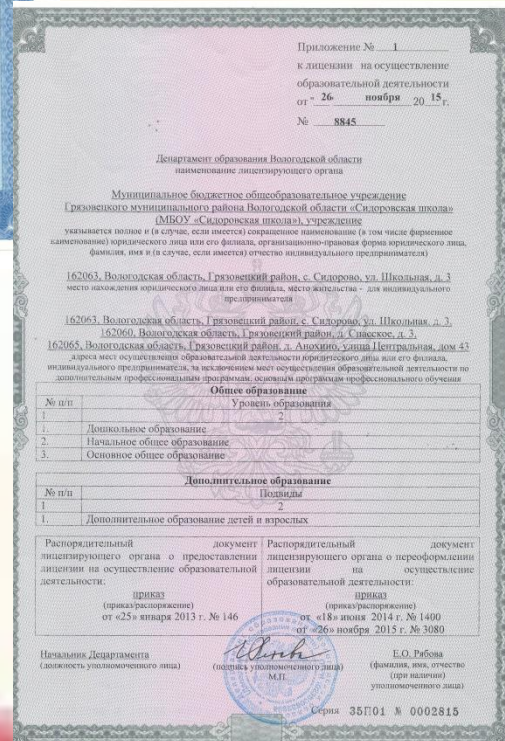 Приложение № 1
к лицензии на осуществление
образовательной деятельности
от « 26 ноября 20 15 г.
№ 8845
Департамент образования Вологодской области
наименование лицензирующего органа
Муниципальное бюджетное общеобразовательное учреждение
Грязовецкого муниципального района Вологодской области «Сидоровская школа»
(МБОУ «Сидоровская школа»), учреждение
указывается полное и (в случае, если имеется) сокращенное наименование (в том числе фирменное
наименование) юридического лица или его филиала, организационно-правовая форма юридического лица,
фамилия, имя и (в случае, если имеется) отчество индивидуального предпринимателя)
162063, Вологодская область, Грязовецкий район, с. Сидорово, ул. Школьная, д. 3
место нахождения юридического лица или его филиала, место жительства - для индивидуального
предпринимателя
162063, Вологодская область, Грязовецкий район, с. Сидорово, ул. Школьная, д. 3,
162060, Вологодская область, Грязовецкий район, д. Спасское, д. 3,
162065, Вологодская область, Грязовецкий район, д. Анохино, улица Центральная, дом 43
адреса мест осуществления образовательной деятельности юридического лица или его филиала,
индивидуального предпринимателя, за исключением мест осуществления образовательной деятельности по
дополнительным профессиональным программам, основным программам профессионального обучения
Общее образование
№ п/п Уровень образования
1 2
1. Дошкольное образование
2. Начальное общее образование
3. Основное общее образование
Дополнительное образование
№ п/п Подвиды
1 2
1. Дополнительное образование детей и взрослых
Распорядительный документ
лицензирующего органа о предоставлении
лицензии на осуществление образовательной
деятельности:
приказ
(приказ/распоряжение)
от «25» января 2013 г. № 146
Распорядительный документ
лицензирующего органа о переоформлении
лицензии на осуществление
образовательной деятельности:
приказ
(приказ/распоряжение)
от «18» июня 2014 г. № 1400
от «26» ноября 2015 г. № 3080
Начальник Департамента
(должность уполномоченного лица)
(подпись уполномоченного лица)
М.П.
Е.О. Рябова
(фамилия, имя, отчество
(при наличии)
уполномоченного лица)
Серия 35П01 № 0002815